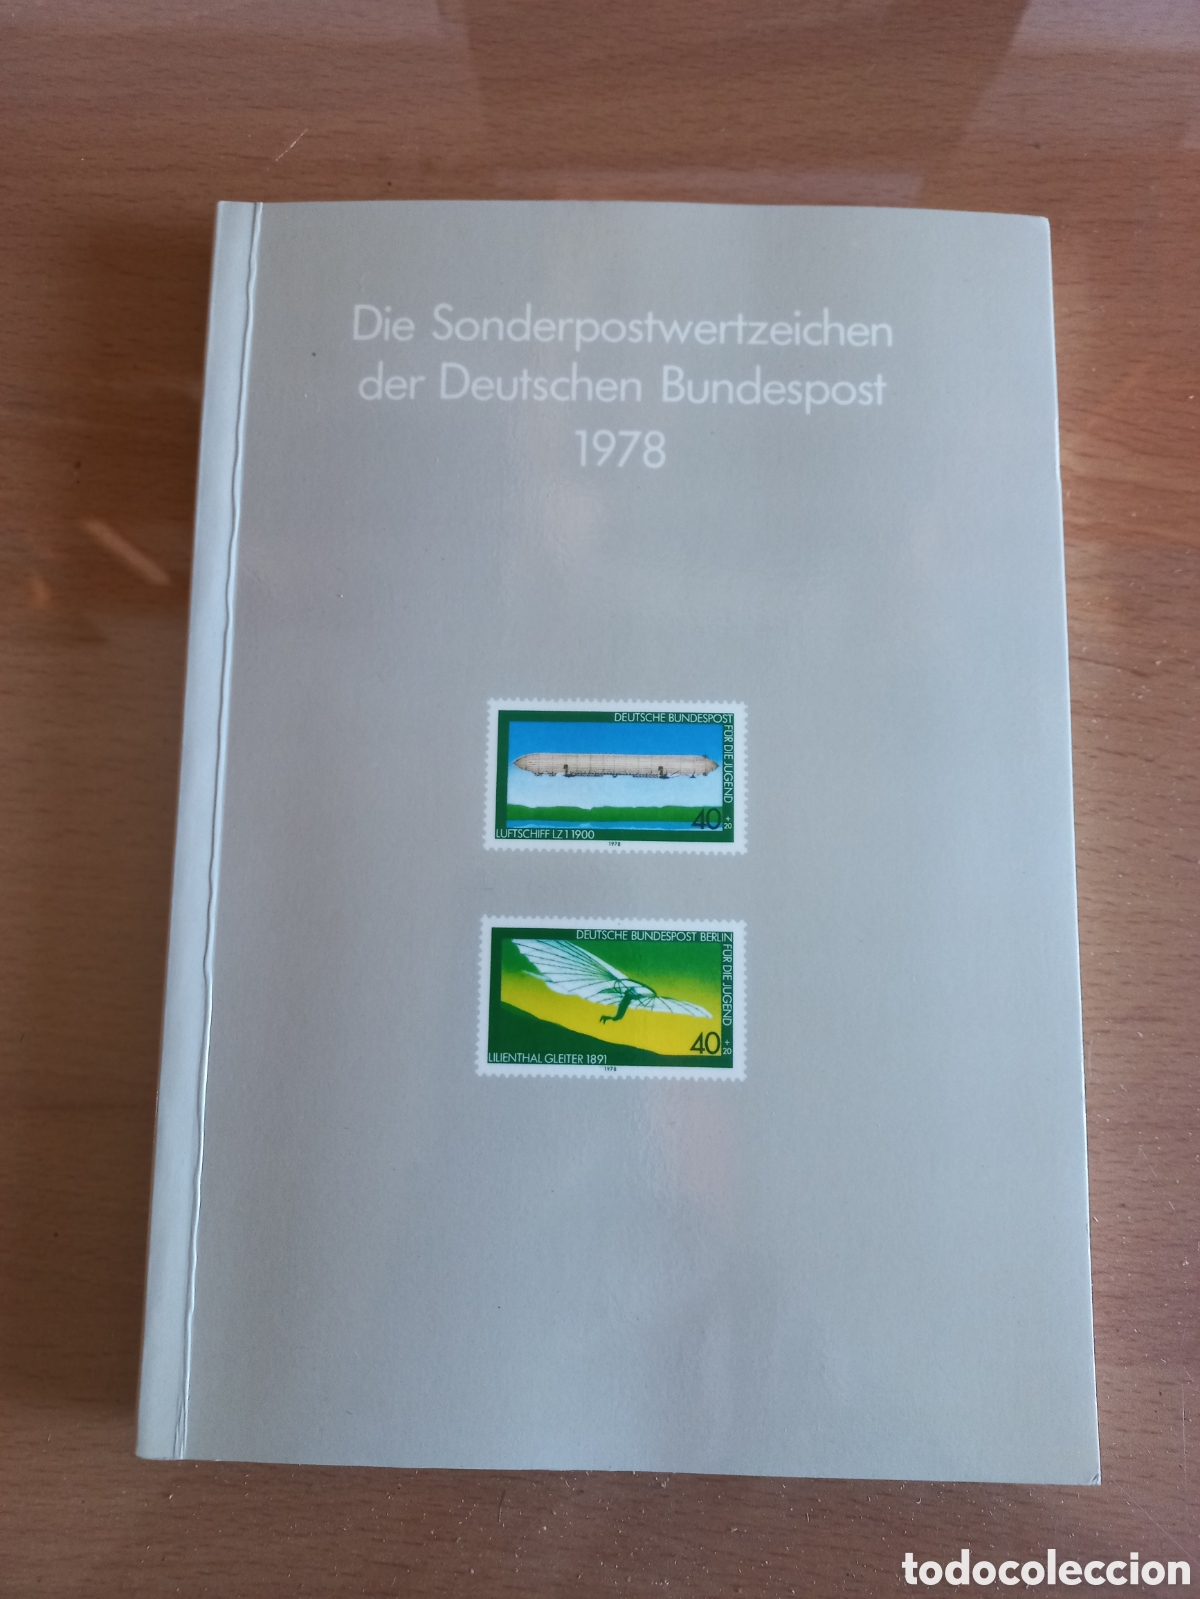 Die Sonderpostwertzeichen
der Deutschen Bundespost
1978
DEUTSCHE BUNDESPOST
FÜR DIE JUGEND
40 + 20
LUFTSCHIFF LZ 1 1900
1978
DEUTSCHE BUNDESPOST BERLIN
FÜR DIE JUGEND
40 + 20
LILIENTHAL GLEITER 1891
1978
todocoleccion